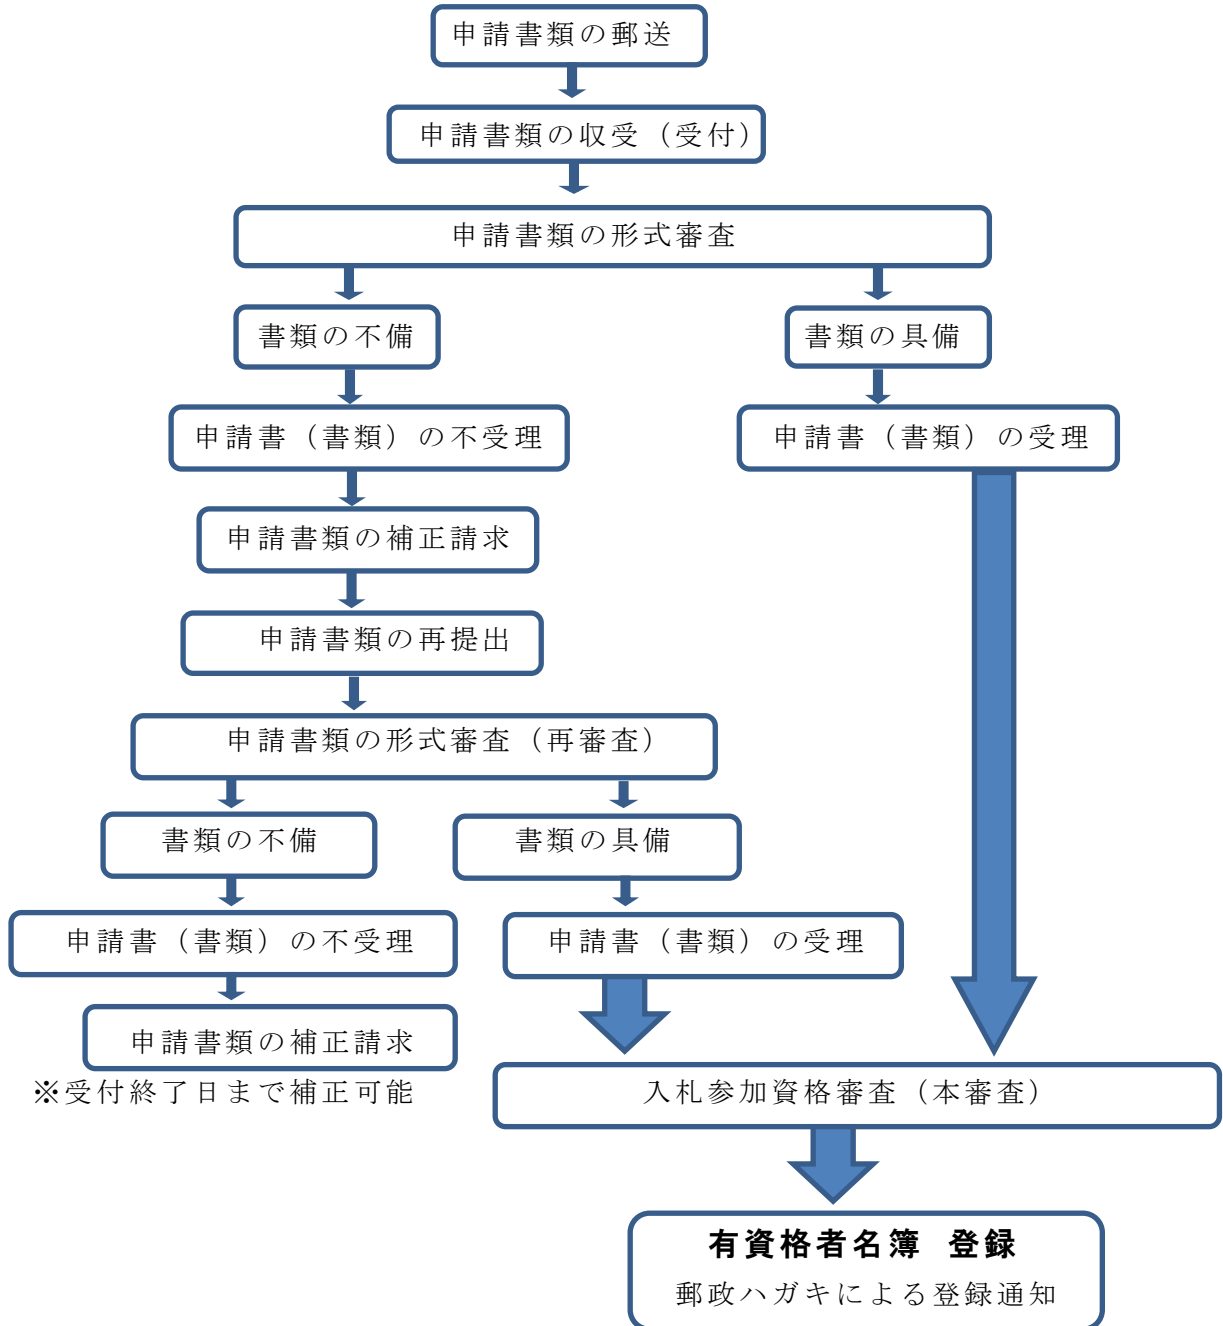 申請書類の郵送
申請書類の収受（受付）
申請書類の形式審査
書類の不備
書類の具備
申請書（書類）の不受理
申請書（書類）の受理
申請書類の補正請求
申請書類の再提出
申請書類の形式審査（再審査）
書類の不備
書類の具備
申請書（書類）の不受理
申請書（書類）の受理
申請書類の補正請求
※受付終了日まで補正可能
入札参加資格審査（本審査）
有資格者名簿 登録
郵政ハガキによる登録通知